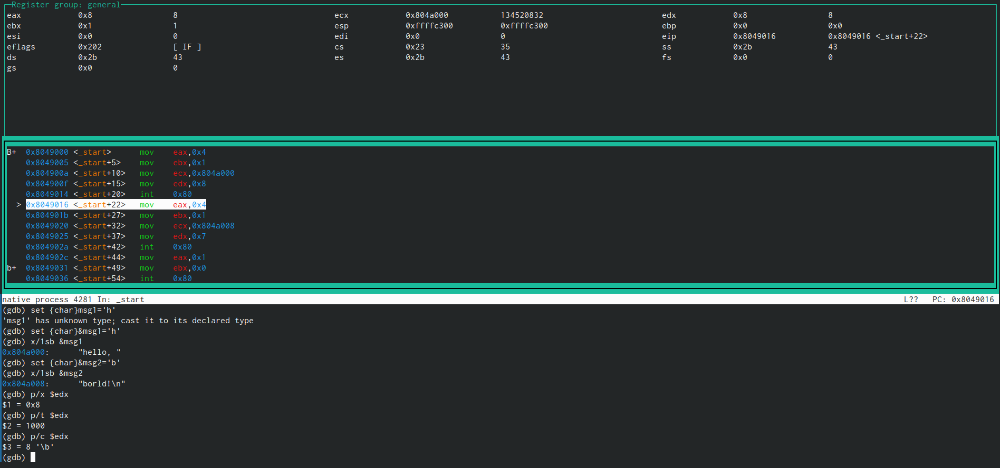 Register group: general
eax 0x8 8 ecx 0x804a000 134520832 edx 0x8 8
ebx 0x1 1 esp 0xffffc300 0xffffc300 ebp 0x0 0x0
esi 0x0 0 edi 0x0 0 eip 0x8049016 0x8049016 <_start+22>
eflags 0x202 [ IF ] cs 0x23 35 ss 0x2b 43
ds 0x2b 43 es 0x2b 43 fs 0x0 0
gs 0x0 0
B+ 0x8049000 <_start> mov eax,0x4
0x8049005 <_start+5> mov ebx,0x1
0x804900a <_start+10> mov ecx,0x804a000
0x804900f <_start+15> mov edx,0x8
0x8049014 <_start+20> int 0x80
> 0x8049016 <_start+22> mov eax,0x4
0x804901b <_start+27> mov ebx,0x1
0x8049020 <_start+32> mov ecx,0x804a008
0x8049025 <_start+37> mov edx,0x7
0x804902a <_start+42> int 0x80
0x804902c <_start+44> mov eax,0x1
b+ 0x8049031 <_start+49> mov ebx,0x0
0x8049036 <_start+54> int 0x80
native process 4281 In: _start L?? PC: 0x8049016
(gdb) set {char}msg1='h'
'msg1' has unknown type; cast it to its declared type
(gdb) set {char}&msg1='h'
(gdb) x/1sb &msg1
0x804a000: "hello, "
(gdb) set {char}&msg2='b'
(gdb) x/1sb &msg2
0x804a008: "borld!\n"
(gdb) p/x $edx
$1 = 0x8
(gdb) p/t $edx
$2 = 1000
(gdb) p/c $edx
$3 = 8 '\b'
(gdb)